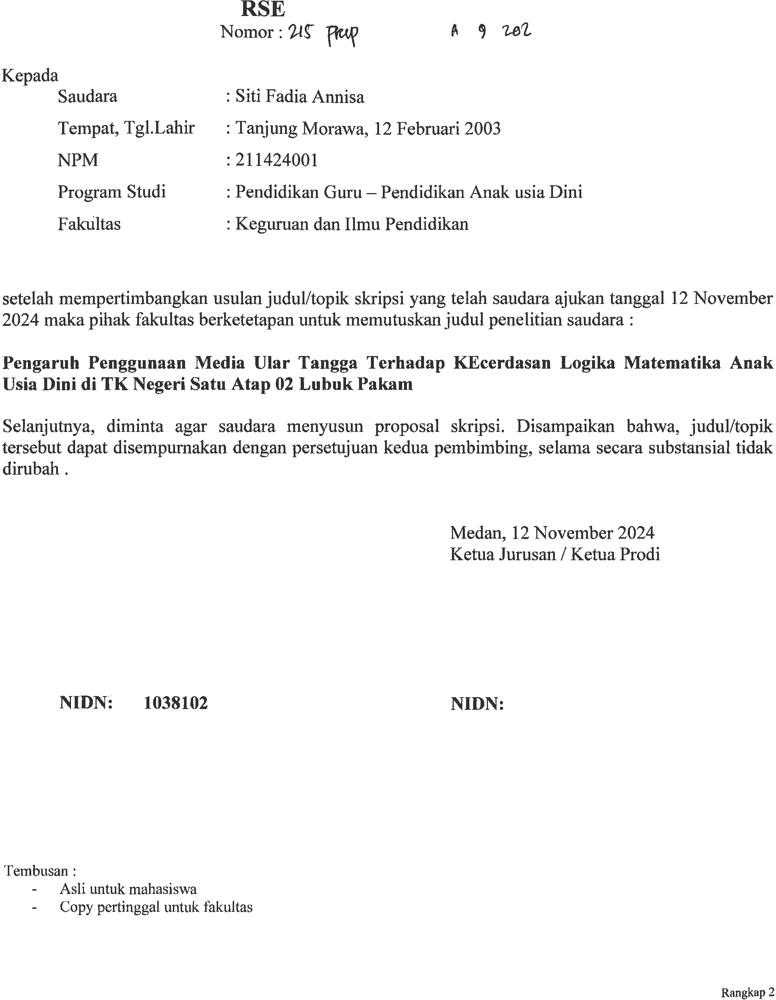 RSE
Nomor : 215 A 9 202
Kepada
Saudara : Siti Fadia Annisa
Tempat, Tgl.Lahir : Tanjung Morawa, 12 Februari 2003
NPM : 211424001
Program Studi : Pendidikan Guru – Pendidikan Anak usia Dini
Fakultas : Keguruan dan Ilmu Pendidikan
setelah mempertimbangkan usulan judul/topik skripsi yang telah saudara ajukan tanggal 12 November
2024 maka pihak fakultas berketetapan untuk memutuskan judul penelitian saudara :
Pengaruh Penggunaan Media Ular Tangga Terhadap KEcerdasan Logika Matematika Anak
Usia Dini di TK Negeri Satu Atap 02 Lubuk Pakam
Selanjutnya, diminta agar saudara menyusun proposal skripsi. Disampaikan bahwa, judul/topik
tersebut dapat disempurnakan dengan persetujuan kedua pembimbing, selama secara substansial tidak
dirubah .
Medan, 12 November 2024
Ketua Jurusan / Ketua Prodi
NIDN: 1038102 NIDN:
Tembusan :
- Asli untuk mahasiswa
- Copy pertinggal untuk fakultas
Rangkap 2